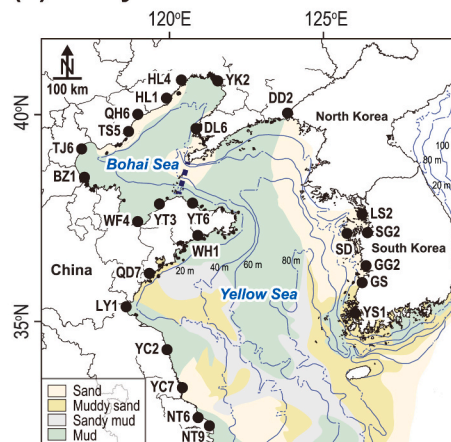 120°E
125°E
N
100 km
HL4
YK2
HL1
DD2
40°N
QH6
North Korea
TS5
DL6
100 m
80 m
20 m
TJ6
Bohai Sea
BZ1
LS2
WF4
YT3
YT6
SD
SG2
WH1
South Korea
China
QD7
20 m
40 m
60 m
80 m
GG2
GS
Yellow Sea
LY1
35°N
YS1
YC2
YC7
Sand
Muddy sand
Sandy mud
Mud
NT6
NT9